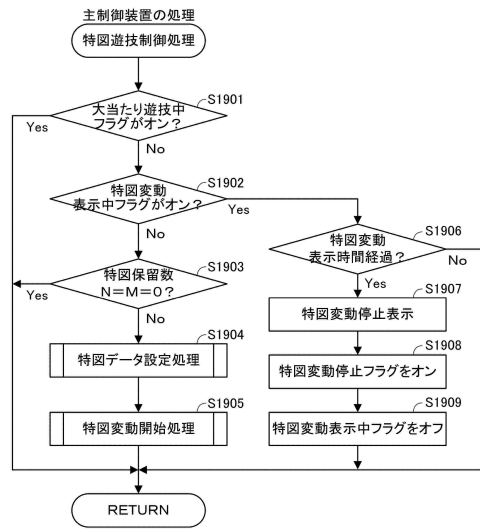 主制御装置の処理
特図遊技制御処理
S1901
大当たり遊技中
フラグがオン？
Yes
No
S1902
特図変動
表示中フラグがオン？
Yes
No
S1906
特図変動
表示時間経過？
No
Yes
S1903
特図保留数
N＝M＝0？
Yes
No
S1907
特図変動停止表示
S1904
特図データ設定処理
S1908
特図変動停止フラグをオン
S1905
特図変動開始処理
S1909
特図変動表示中フラグをオフ
RETURN